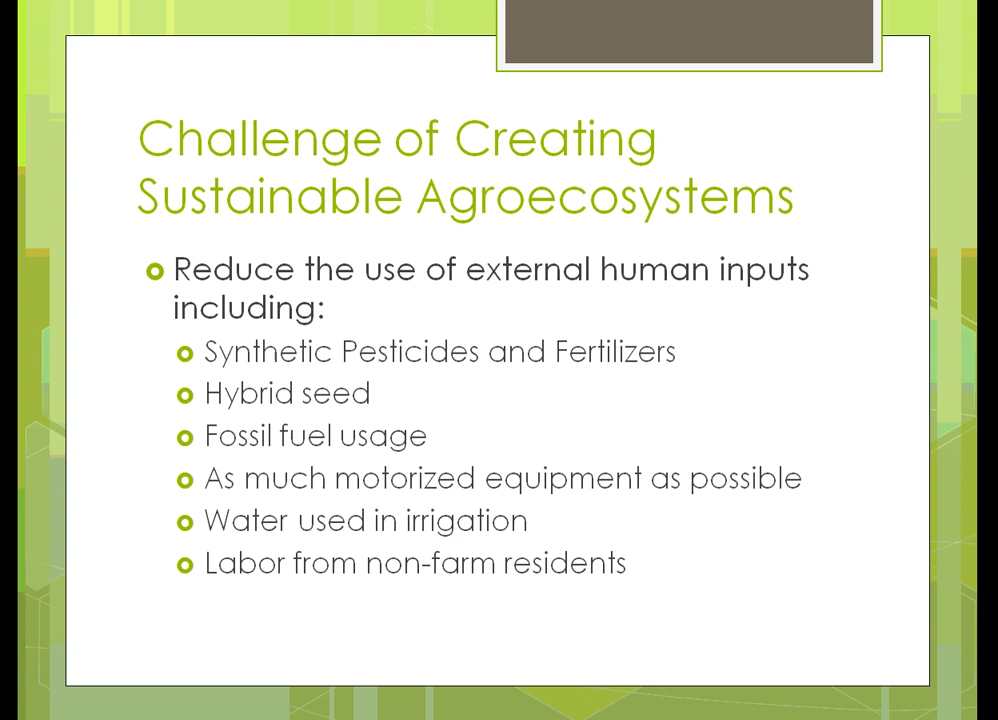 Challenge of Creating
Sustainable Agroecosystems
Reduce the use of external human inputs
including:
Synthetic Pesticides and Fertilizers
Hybrid seed
Fossil fuel usage
As much motorized equipment as possible
Water used in irrigation
Labor from non-farm residents